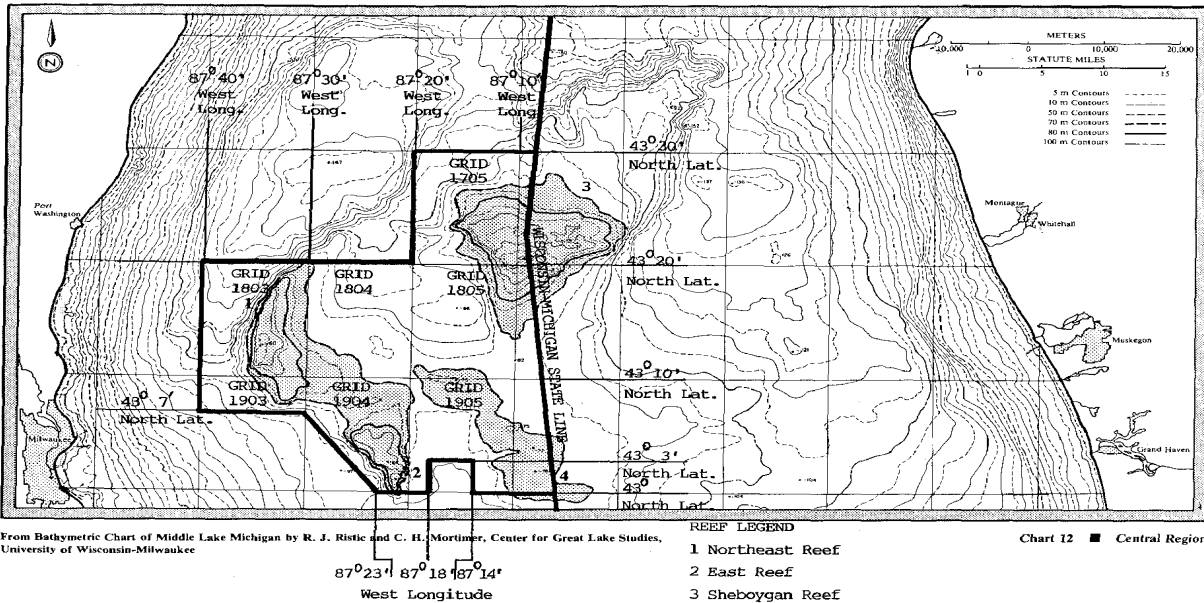 METERS
10,000 0 10,000 20,000
STATUTE MILES
1 0 5 10 15
5 m Contours
10 m Contours
50 m Contours
70 m Contours
80 m Contours
100 m Contours
N
87° 40' West Long.
87° 30' West Long.
87° 20' West Long.
87° 10' West Long
GRID 1705
3
43° 30' North Lat.
Port Washington
Montague
Whitehall
GRID 1803
1
GRID 1804
GRID 1805
43° 20' North Lat.
WISCONSIN-MICHIGAN STATE LINE
Muskegon
GRID 1903
GRID 1904
GRID 1905
43° 10' North Lat.
43° 7' North Lat.
Milwaukee
2
4
43° 3' North Lat.
43° North Lat.
Grand Haven
From Bathymetric Chart of Middle Lake Michigan by R. J. Ristic and C. H. Mortimer, Center for Great Lake Studies,
University of Wisconsin-Milwaukee
Chart 12 ■ Central Region
87° 23' 87° 18' 87° 14'
West Longitude
REEF LEGEND
1 Northeast Reef
2 East Reef
3 Sheboygan Reef